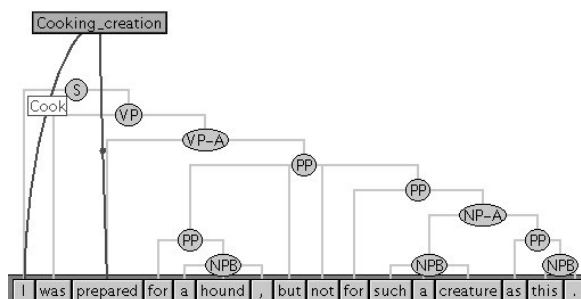 Cooking_creation
S
Cook
VP
VP-A
PP
PP
NP-A
PP
PP
NPB
NPB
NPB
I was prepared for a hound , but not for such a creature as this .